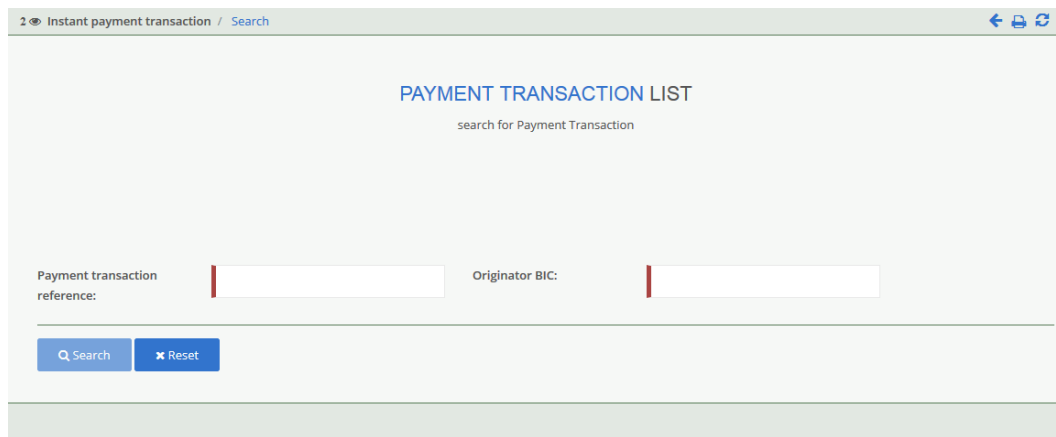 2 Instant payment transaction / Search
PAYMENT TRANSACTION LIST
search for Payment Transaction
Payment transaction
reference:
Originator BIC:
Search
Reset